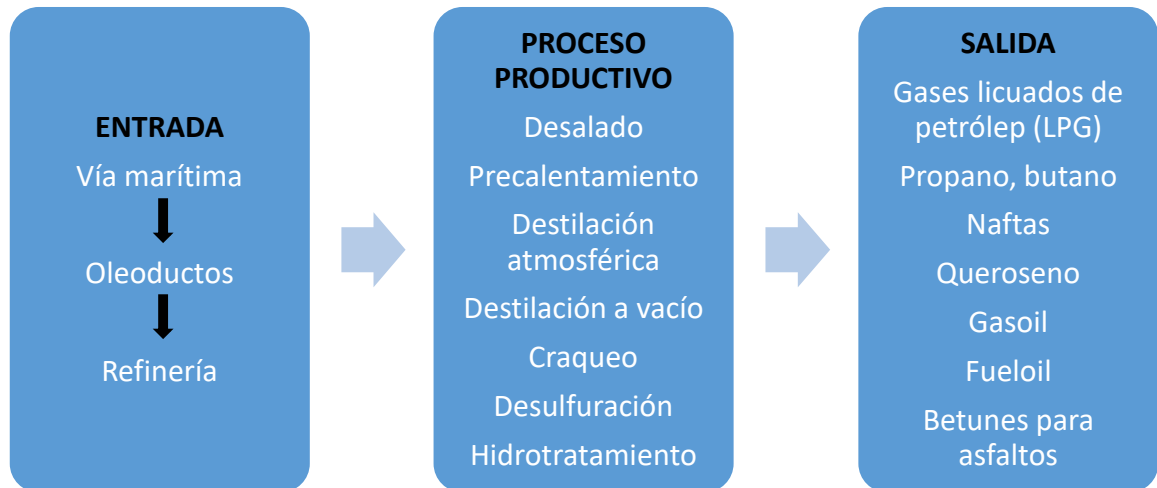 ENTRADA
Vía marítima
Oleoductos
Refinería
PROCESO
PRODUCTIVO
Desalado
Precalentamiento
Destilación
atmosférica
Destilación a vacío
Craqueo
Desulfuración
Hidrotratamiento
SALIDA
Gases licuados de
petrólep (LPG)
Propano, butano
Naftas
Queroseno
Gasoil
Fueloil
Betunes para
asfaltos